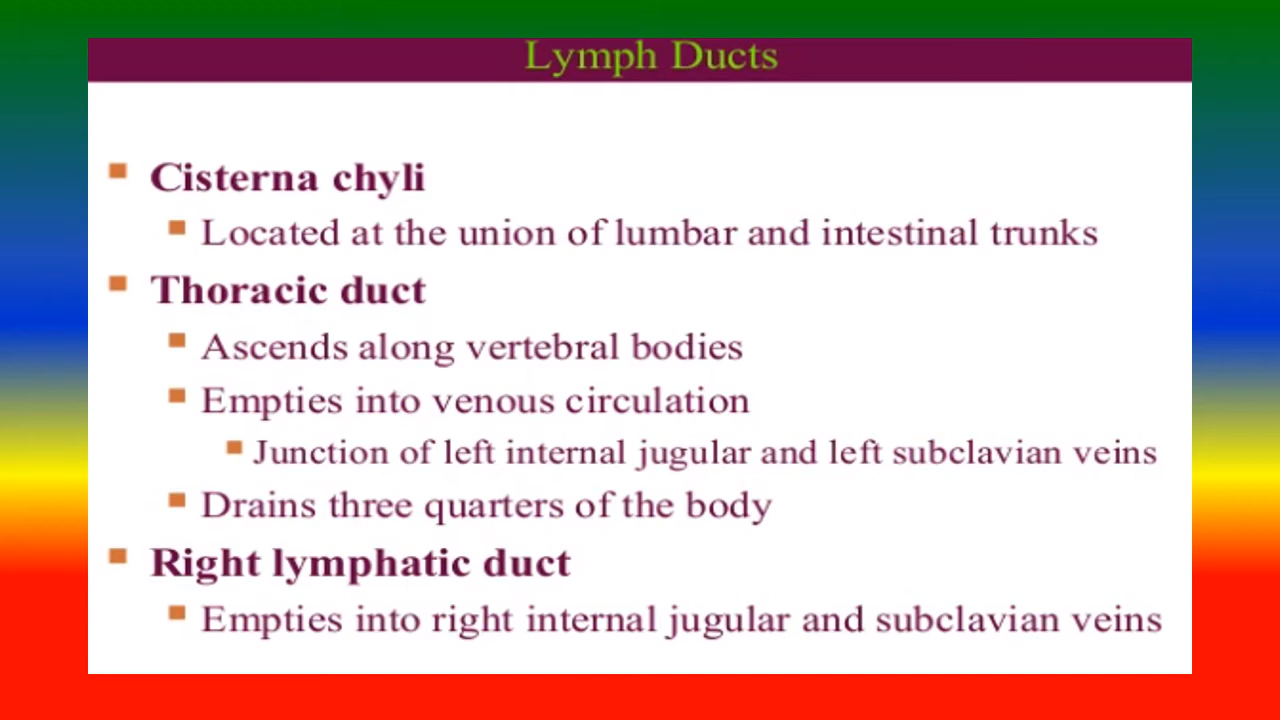 Lymph Ducts
Cisterna chyli
Located at the union of lumbar and intestinal trunks
Thoracic duct
Ascends along vertebral bodies
Empties into venous circulation
Junction of left internal jugular and left subclavian veins
Drains three quarters of the body
Right lymphatic duct
Empties into right internal jugular and subclavian veins